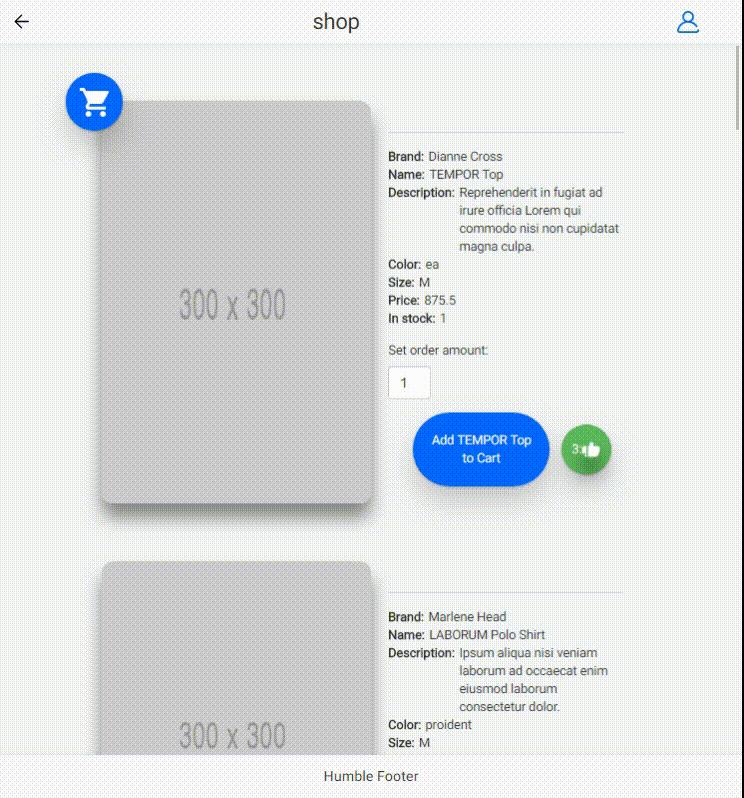 shop
300 x 300
Brand: Dianne Cross
Name: TEMPOR Top
Description: Reprehenderit in fugiat ad
irure officia Lorem qui
commodo nisi non cupidatat
magna culpa.
Color: ea
Size: M
Price: 875.5
In stock: 1
Set order amount:
1
Add TEMPOR Top
to Cart
3
300 x 300
Brand: Marlene Head
Name: LABORUM Polo Shirt
Description: Ipsum aliqua nisi veniam
laborum ad occaecat enim
eiusmod laborum
consectetur dolor.
Color: proident
Size: M
Humble Footer